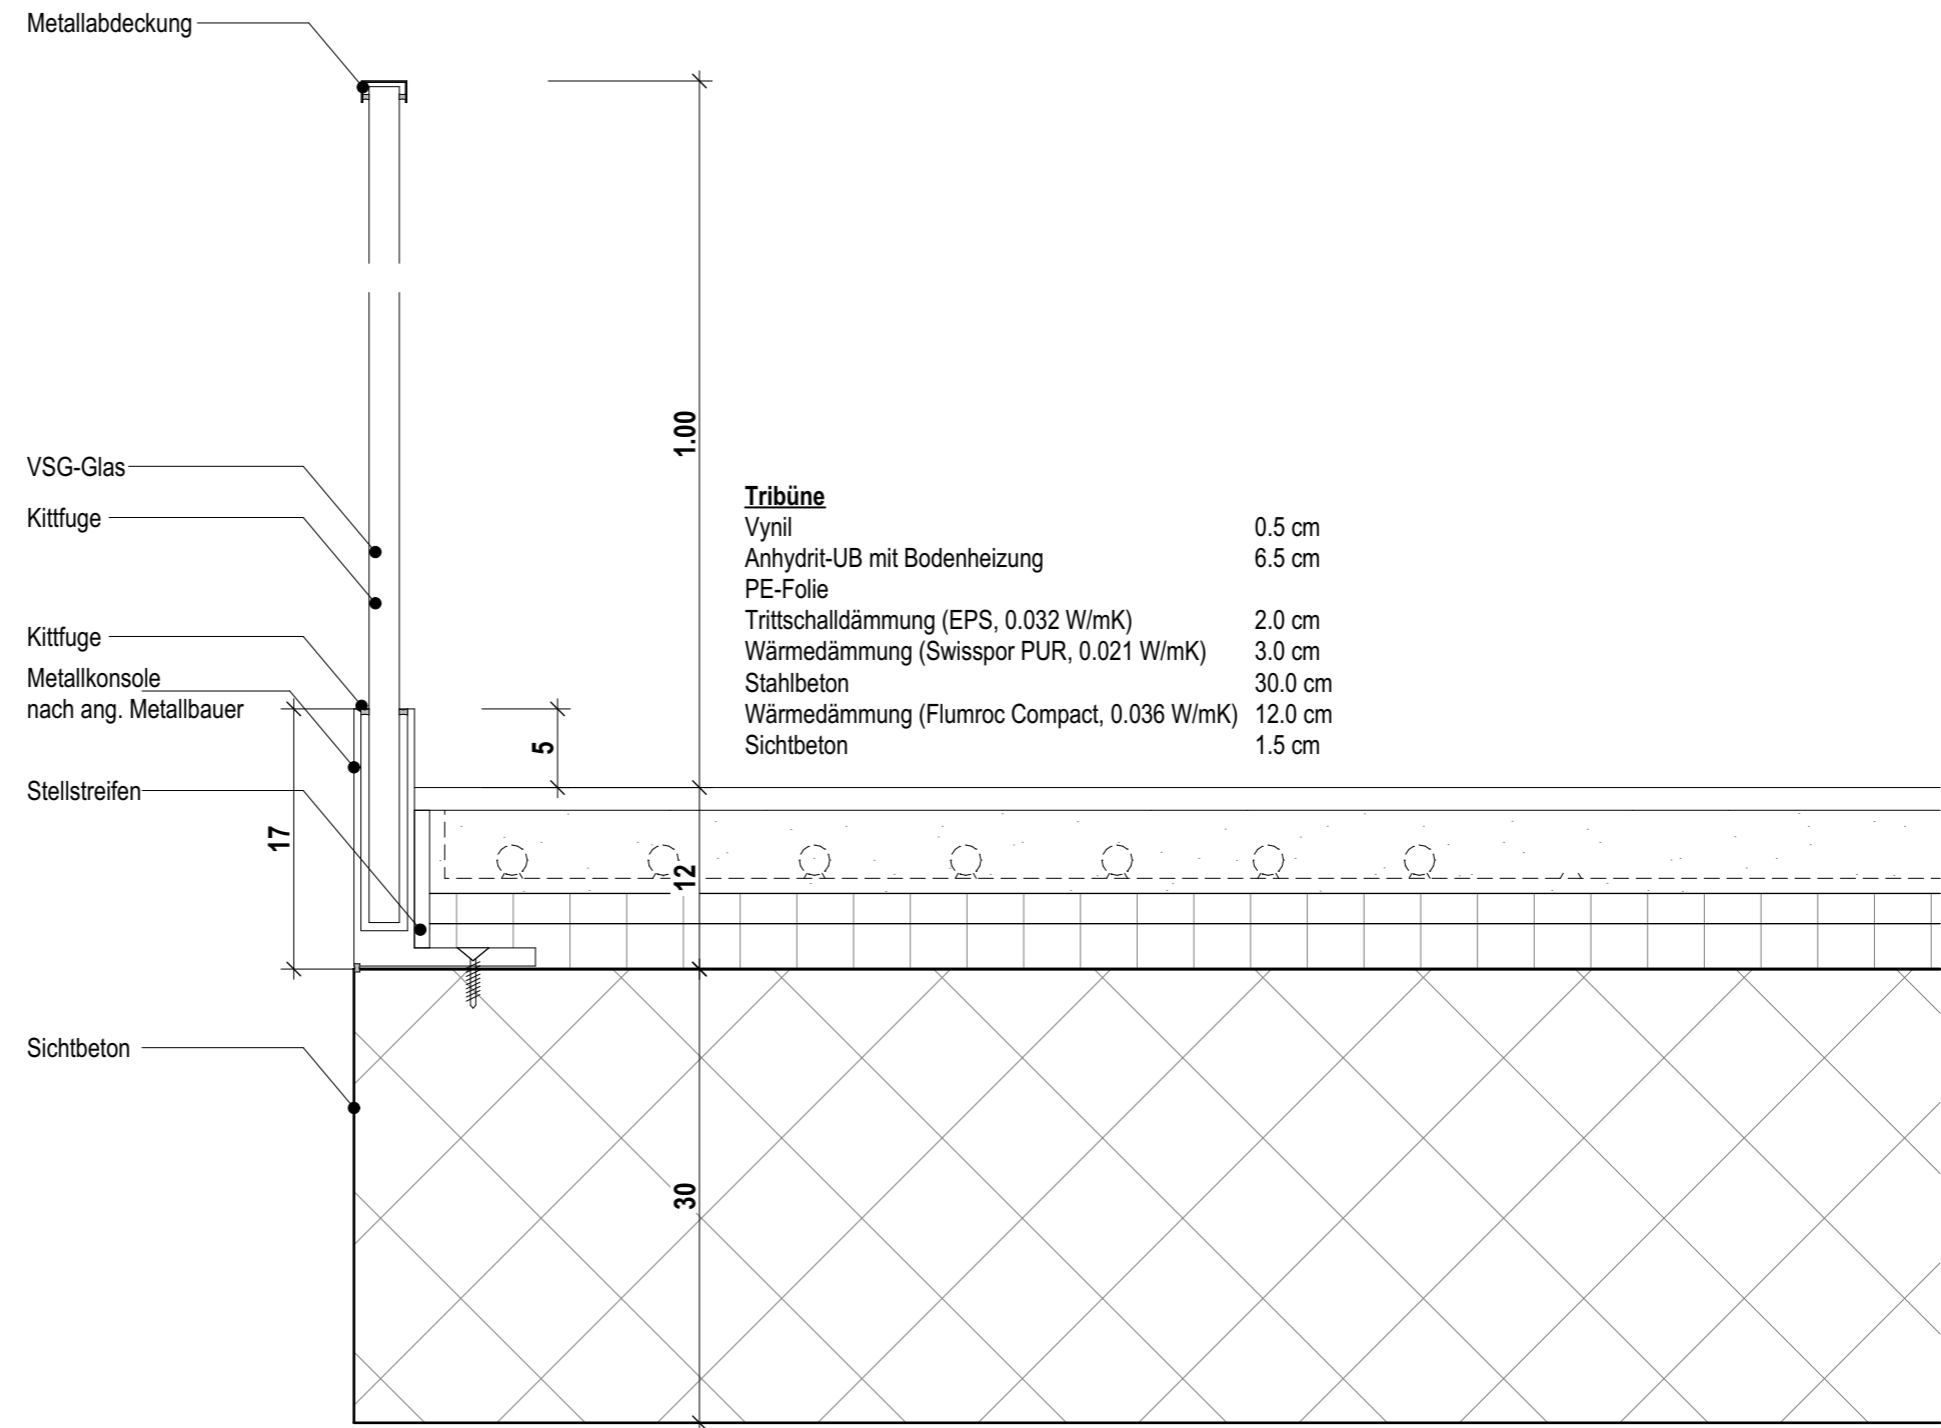 Metallabdeckung
1.00
VSG-Glas
Kittfuge
Tribüne
Vynil 0.5 cm
Anhydrit-UB mit Bodenheizung 6.5 cm
PE-Folie
Trittschalldämmung (EPS, 0.032 W/mK) 2.0 cm
Wärmedämmung (Swisspor PUR, 0.021 W/mK) 3.0 cm
Stahlbeton 30.0 cm
Wärmedämmung (Flumroc Compact, 0.036 W/mK) 12.0 cm
Sichtbeton 1.5 cm
Kittfuge
Metallkonsole
nach ang. Metallbauer
5
Stellstreifen
17
12
Sichtbeton
30